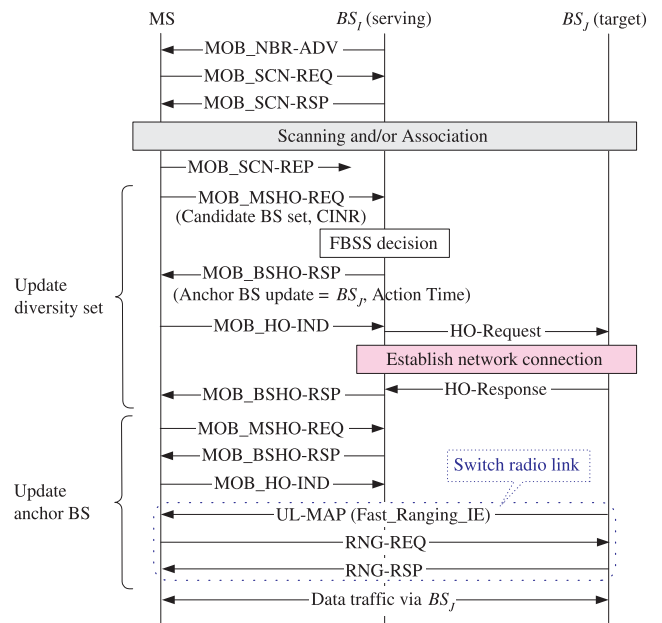 MS BS_I (serving) BS_J (target)
MOB_NBR-ADV
MOB_SCN-REQ
MOB_SCN-RSP
Scanning and/or Association
MOB_SCN-REP
MOB_MSHO-REQ
(Candidate BS set, CINR)
FBSS decision
MOB_BSHO-RSP
(Anchor BS update = BS_J, Action Time)
Update
diversity set
MOB_HO-IND HO-Request
Establish network connection
MOB_BSHO-RSP HO-Response
MOB_MSHO-REQ
MOB_BSHO-RSP
Switch radio link
MOB_HO-IND
Update
anchor BS
UL-MAP (Fast_Ranging_IE)
RNG-REQ
RNG-RSP
Data traffic via BS_J